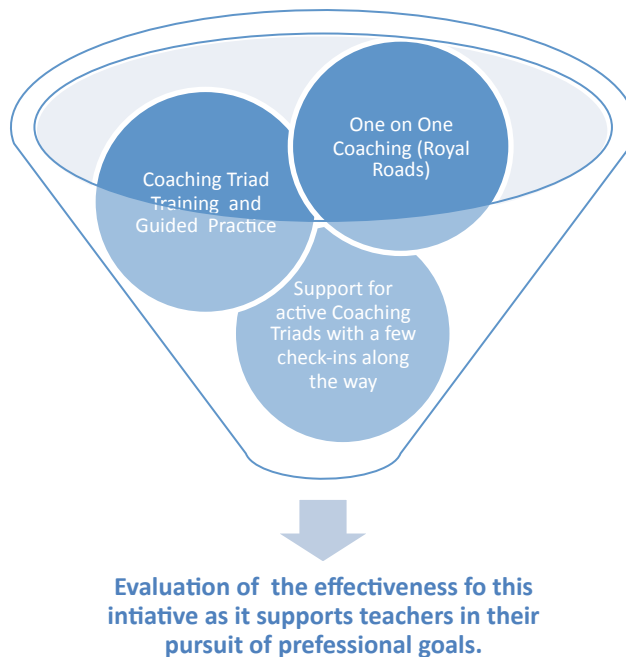 One on One
Coaching (Royal
Roads)
Coaching Triad
Training and
Guided Practice
Support for
active Coaching
Triads with a few
check-ins along
the way
Evaluation of the effectiveness fo this
intiative as it supports teachers in their
pursuit of prefessional goals.